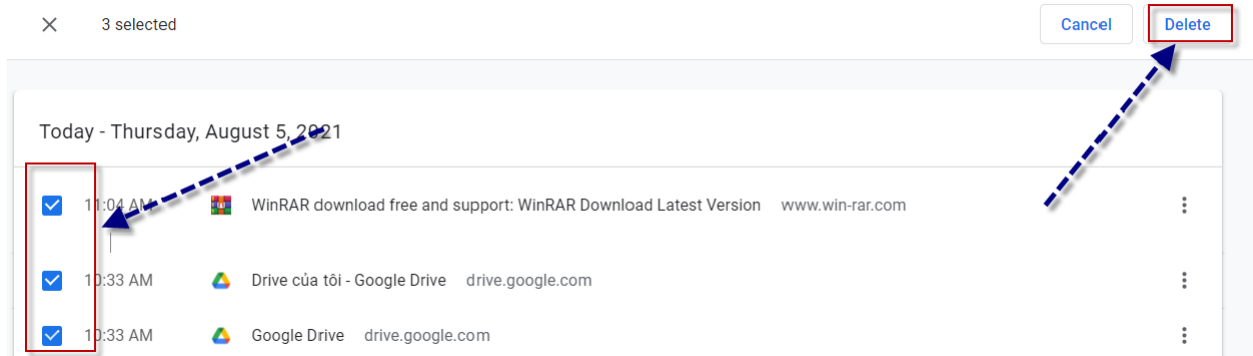 3 selected Cancel Delete
Today - Thursday, August 5, 2021
11:04 AM WinRAR download free and support: WinRAR Download Latest Version www.win-rar.com
10:33 AM Drive của tôi - Google Drive drive.google.com
10:33 AM Google Drive drive.google.com